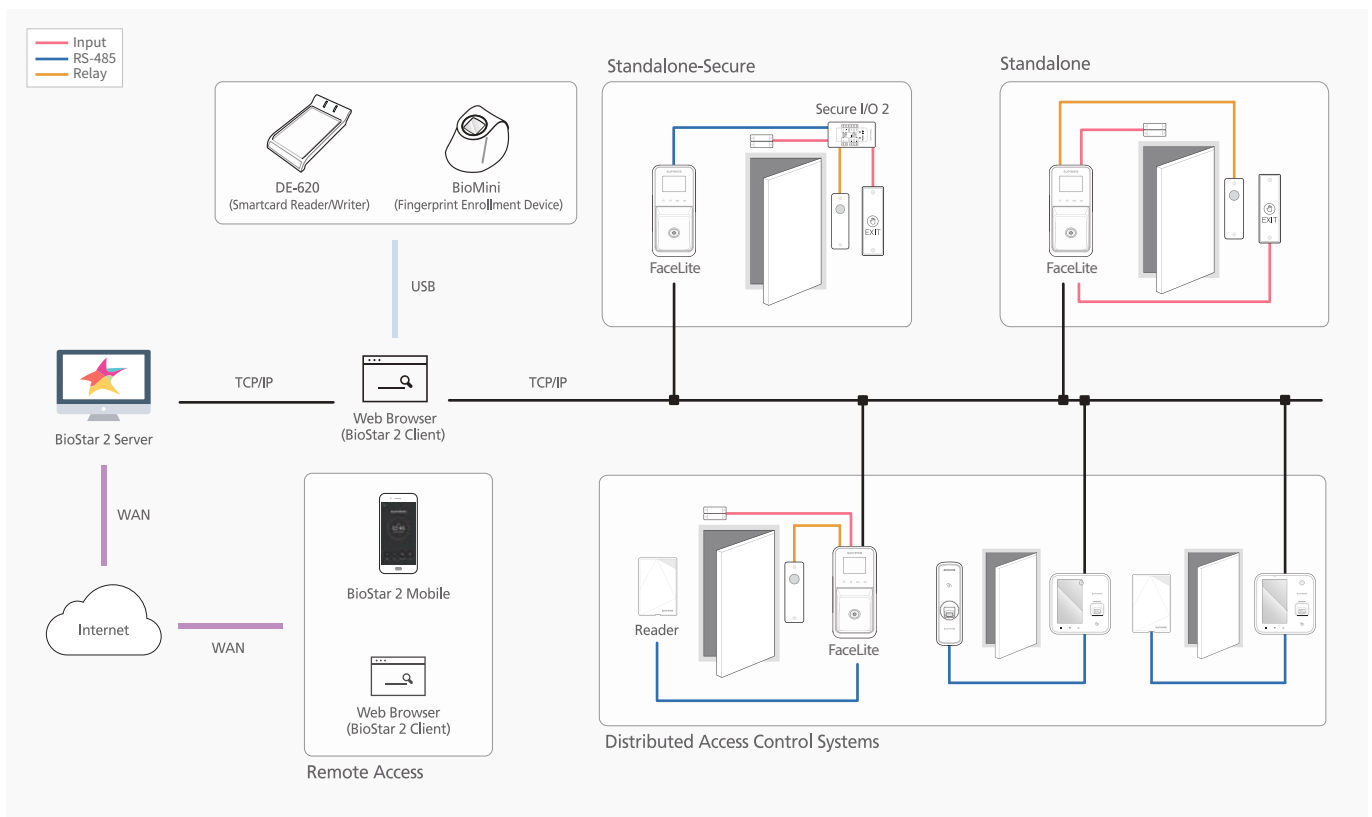 Input
RS-485
Relay
Standalone-Secure
Standalone
Secure I/O 2
DE-620
(Smartcard Reader/Writer)
BioMini
(Fingerprint Enrollment Device)
EXIT
FaceLite
EXIT
FaceLite
USB
TCP/IP
TCP/IP
BioStar 2 Server
Web Browser
(BioStar 2 Client)
WAN
BioStar 2 Mobile
Internet
WAN
Reader
FaceLite
Web Browser
(BioStar 2 Client)
Distributed Access Control Systems
Remote Access